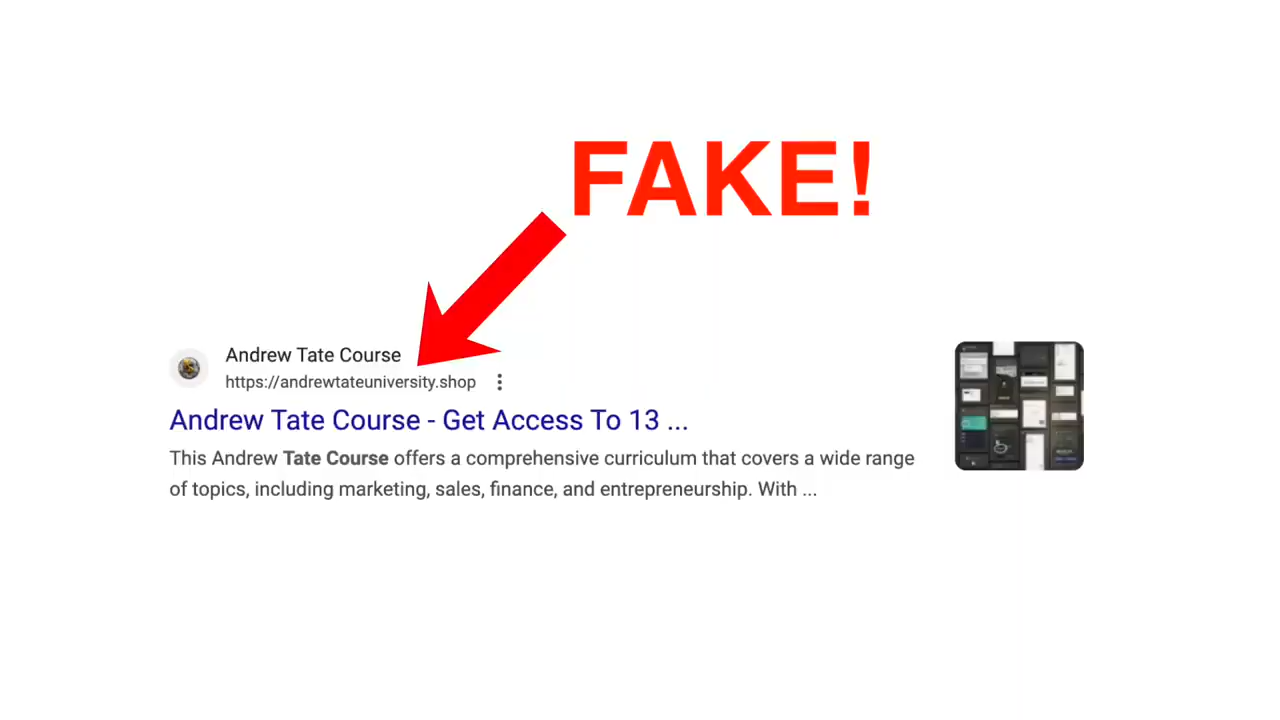 FAKE!
Andrew Tate Course
https://andrewtateuniversity.shop
Andrew Tate Course - Get Access To 13 ...
This Andrew Tate Course offers a comprehensive curriculum that covers a wide range
of topics, including marketing, sales, finance, and entrepreneurship. With ...